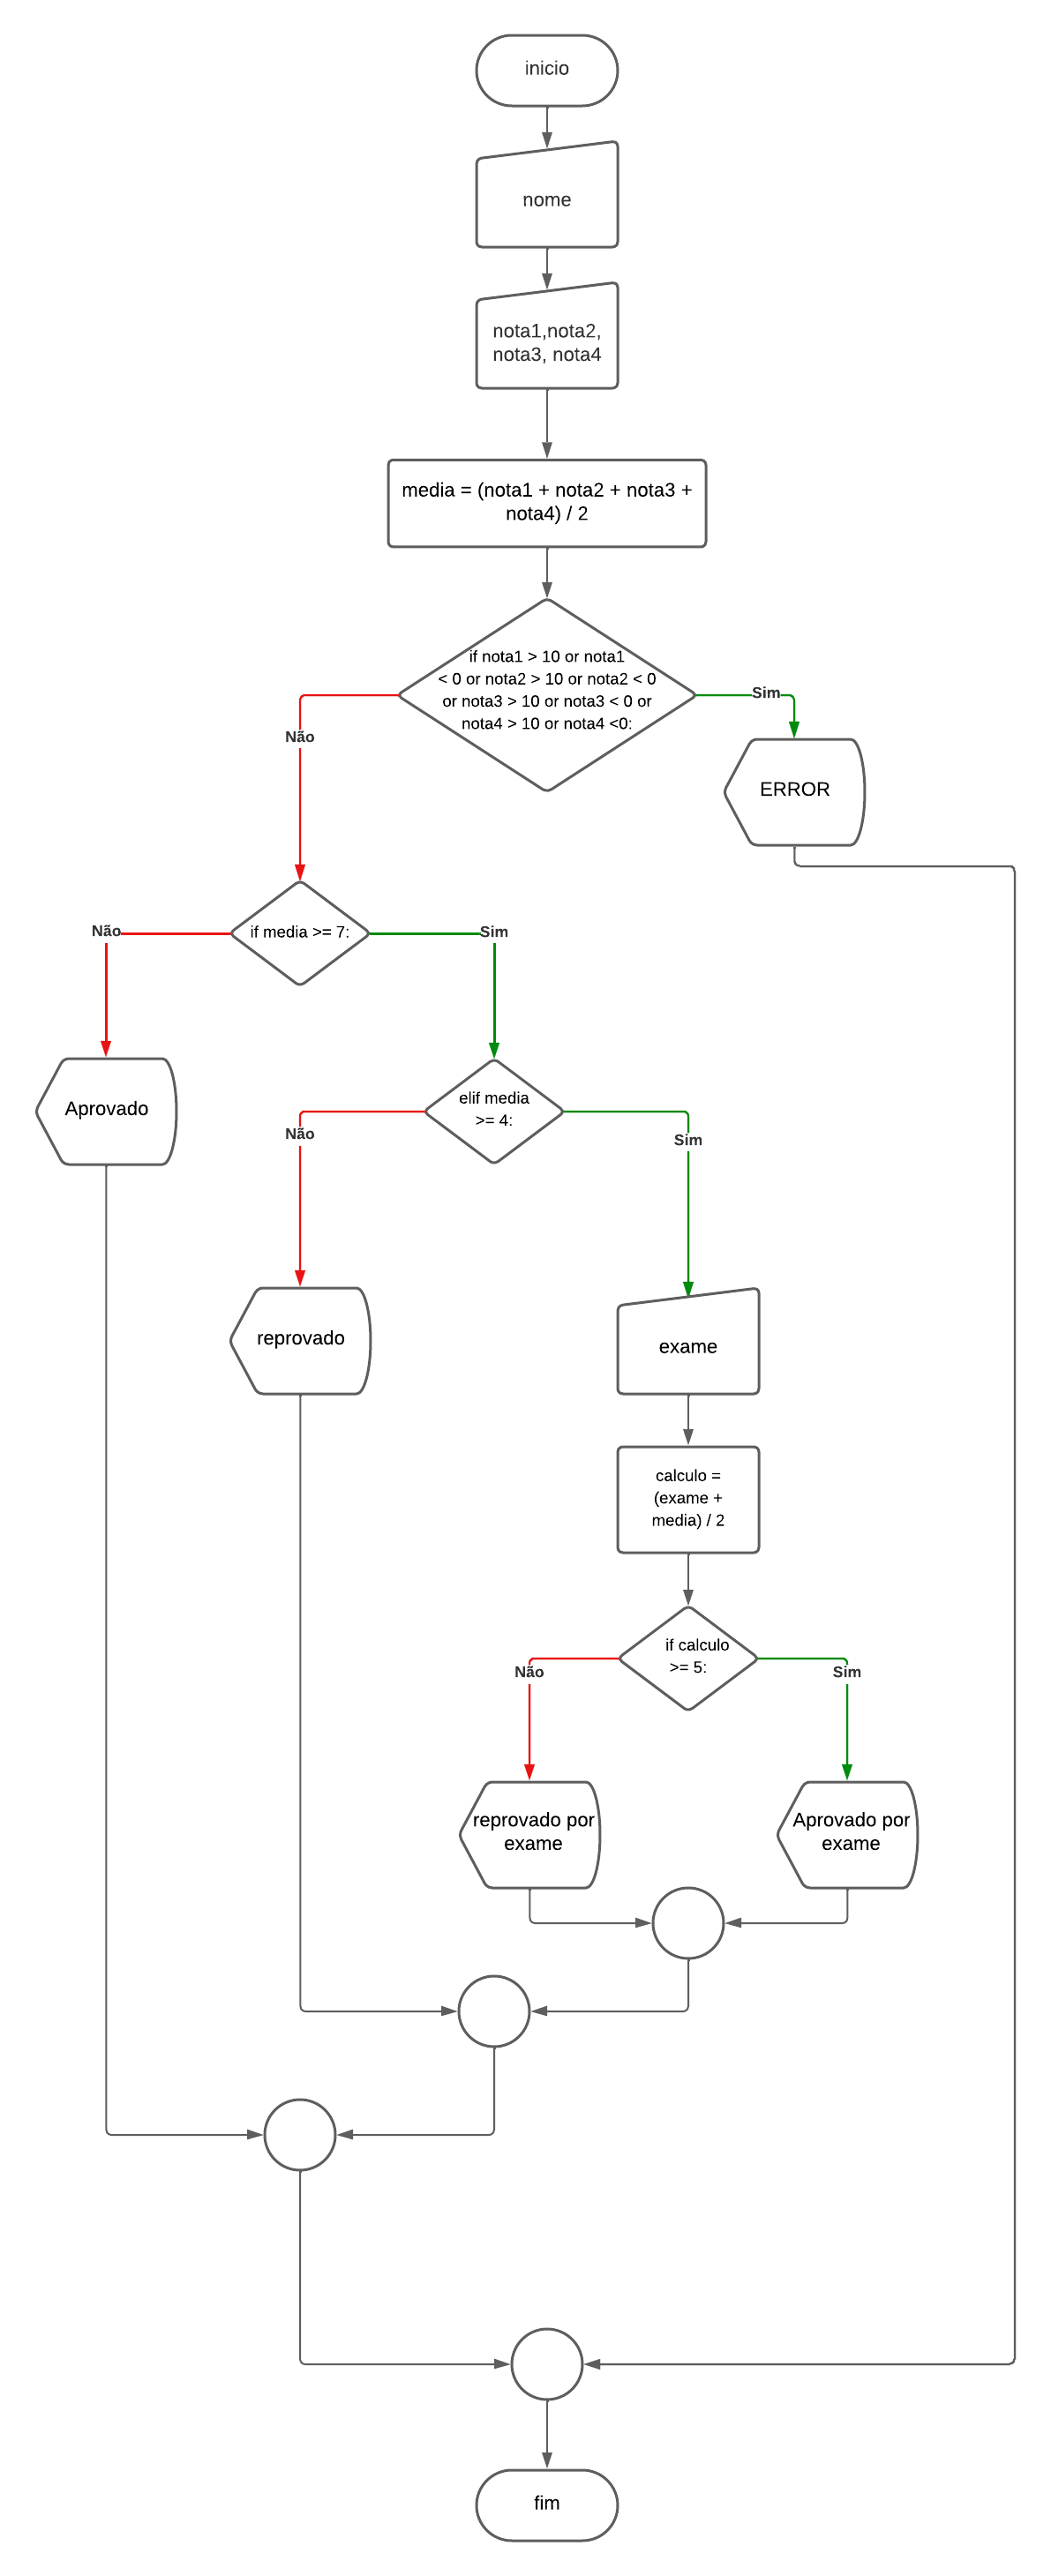 inicio
nome
nota1,nota2,
nota3, nota4
media = (nota1 + nota2 + nota3 +
nota4) / 2
if nota1 > 10 or nota1
< 0 or nota2 > 10 or nota2 < 0
or nota3 > 10 or nota3 < 0 or
nota4 > 10 or nota4 <0:
Sim
Não
ERROR
if media >= 7:
Não
Sim
Aprovado
elif media
>= 4:
Não
Sim
reprovado
exame
calculo =
(exame +
media) / 2
if calculo
>= 5:
Não
Sim
reprovado por
exame
Aprovado por
exame
fim